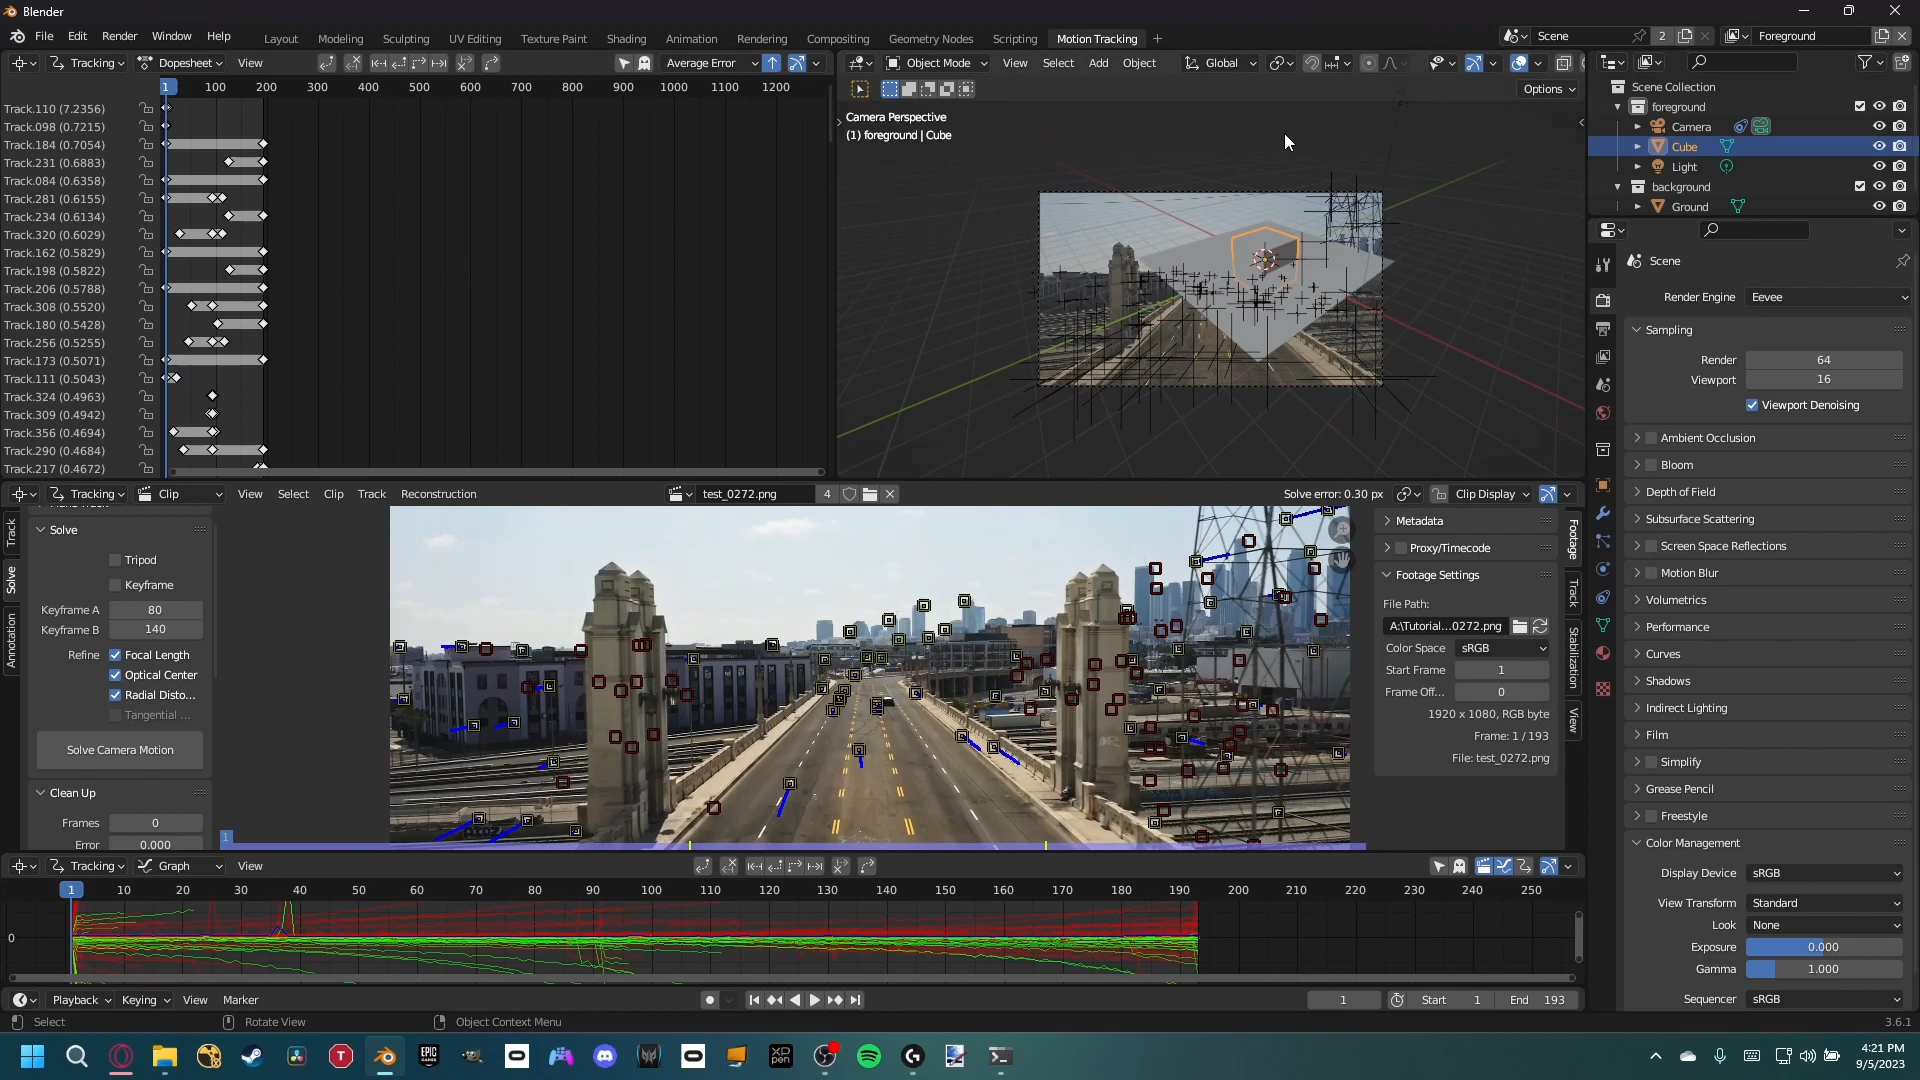 Blender
File Edit Render Window Help
Layout Modeling Sculpting UV Editing Texture Paint Shading Animation Rendering Compositing Geometry Nodes Scripting Motion Tracking
Scene 2
Foreground
Tracking Dopesheet View
Average Error
1 100 200 300 400 500 600 700 800 900 1000 1100 1200
Track.110 (7.2356)
Track.098 (0.7215)
Track.184 (0.7054)
Track.231 (0.6883)
Track.084 (0.6358)
Track.281 (0.6155)
Track.234 (0.6134)
Track.320 (0.6029)
Track.162 (0.5829)
Track.198 (0.5822)
Track.206 (0.5788)
Track.308 (0.5520)
Track.180 (0.5428)
Track.256 (0.5255)
Track.173 (0.5071)
Track.111 (0.5043)
Track.324 (0.4963)
Track.309 (0.4942)
Track.356 (0.4694)
Track.290 (0.4684)
Track.217 (0.4672)
Object Mode View Select Add Object Global
Options
Camera Perspective
(1) foreground | Cube
Scene Collection
foreground
Camera
Cube
Light
background
Ground
Scene
Render Engine Eevee
Sampling
Render 64
Viewport 16
Viewport Denoising
Ambient Occlusion
Bloom
Depth of Field
Subsurface Scattering
Screen Space Reflections
Motion Blur
Volumetrics
Performance
Curves
Shadows
Indirect Lighting
Film
Simplify
Grease Pencil
Freestyle
Color Management
Display Device sRGB
View Transform Standard
Look None
Exposure 0.000
Gamma 1.000
Sequencer sRGB
Tracking Clip View Select Clip Track Reconstruction
test_0272.png 4
Solve error: 0.30 px
Clip Display
Track
Solve
Annotation
Solve
Tripod
Keyframe
Keyframe A 80
Keyframe B 140
Refine Focal Length
Optical Center
Radial Disto...
Tangential ...
Solve Camera Motion
Clean Up
Frames 0
Error 0.000
1
Metadata
Proxy/Timecode
Footage Settings
File Path:
A:\Tutorial...0272.png
Color Space sRGB
Start Frame 1
Frame Off... 0
1920 x 1080, RGB byte
Frame: 1 / 193
File: test_0272.png
Footage
Track
Stabilization
View
Tracking Graph View
1 10 20 30 40 50 60 70 80 90 100 110 120 130 140 150 160 170 180 190 200 210 220 230 240 250
0
Playback Keying View Marker
1 Start 1 End 193
Select Rotate View Object Context Menu
3.6.1
EPIC GAMES
XP PEN
4:21 PM
9/5/2023